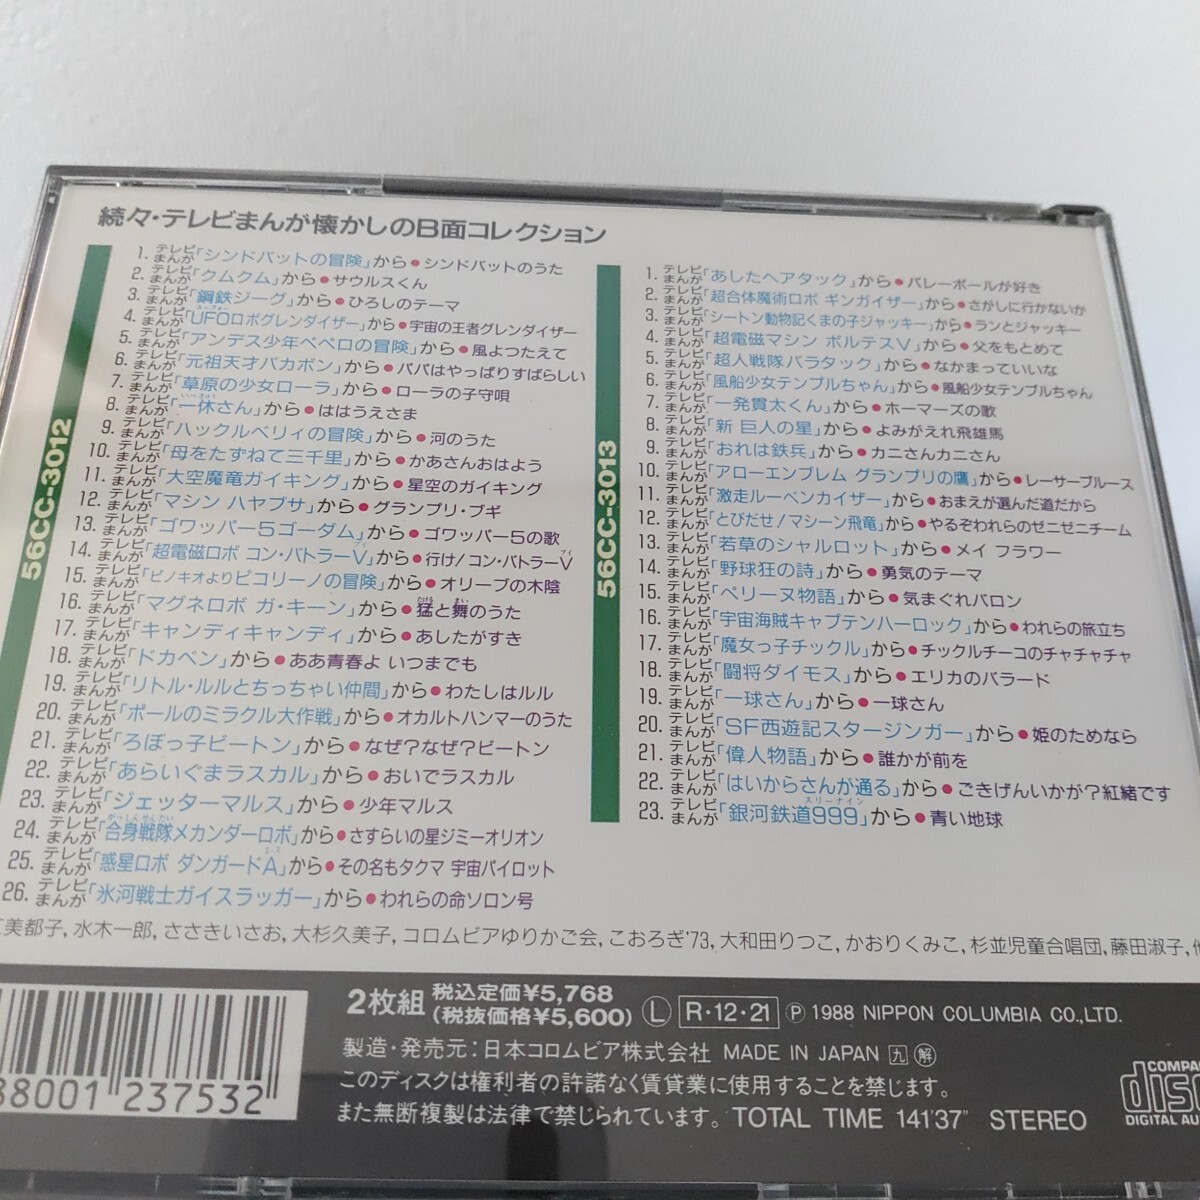 続々・テレビまんが懐かしのB面コレクション
56CC-3012
1. テレビまんが「シンドバットの冒険」から●シンドバットのうた
2. テレビまんが「クムクム」から●サウルスくん
3. テレビまんが「鋼鉄ジーグ」から●ひろしのテーマ
4. テレビまんが「UFOロボグレンダイザー」から●宇宙の王者グレンダイザー
5. テレビまんが「アンデス少年ペペロの冒険」から●風よつたえて
6. テレビまんが「元祖天才バカボン」から●パパはやっぱりすばらしい
7. テレビまんが「草原の少女ローラ」から●ローラの子守唄
8. テレビまんが「一休さん」から●ははうえさま
9. テレビまんが「ハックルベリィの冒険」から●河のうた
10. テレビまんが「母をたずねて三千里」から●かあさんおはよう
11. テレビまんが「大空魔竜ガイキング」から●星空のガイキング
12. テレビまんが「マシン ハヤブサ」から●グランプリ・ブギ
13. テレビまんが「ゴワッパー5ゴーダム」から●ゴワッパー5の歌
14. テレビまんが「超電磁ロボ コン・バトラーV」から●行け!コン・バトラーV
15. テレビまんが「ピノキオよりピコリーノの冒険」から●オリーブの木陰
16. テレビまんが「マグネロボ ガ・キーン」から●猛と舞のうた
17. テレビまんが「キャンディキャンディ」から●あしたがすき
18. テレビまんが「ドカベン」から●ああ青春よ いつまでも
19. テレビまんが「リトル・ルルとちっちゃい仲間」から●わたしはルル
20. テレビまんが「ポールのミラクル大作戦」から●オカルトハンマーのうた
21. テレビまんが「ろぼっ子ビートン」から●なぜ?なぜ?ビートン
22. テレビまんが「あらいぐまラスカル」から●おいでラスカル
23. テレビまんが「ジェッターマルス」から●少年マルス
24. テレビまんが「合身戦隊メカンダーロボ」から●さすらいの星ジミーオリオン
25. テレビまんが「惑星ロボ ダンガードA」から●その名もタクマ 宇宙パイロット
26. テレビまんが「氷河戦士ガイスラッガー」から●われらの命ソロン号
56CC-3013
1. テレビまんが「あしたへアタック」から●バレーボールが好き
2. テレビまんが「超合体魔術ロボ ギンガイザー」から●さがしに行かないか
3. テレビまんが「シートン動物記くまの子ジャッキー」から●ランとジャッキー
4. テレビまんが「超電磁マシン ボルテスV」から●父をもとめて
5. テレビまんが「超人戦隊バラタック」から●なかまっていいな
6. テレビまんが「風船少女テンプルちゃん」から●風船少女テンプルちゃん
7. テレビまんが「一発貫太くん」から●ホーマーズの歌
8. テレビまんが「新 巨人の星」から●よみがえれ飛雄馬
9. テレビまんが「おれは鉄兵」から●カニさんカニさん
10. テレビまんが「アローエンブレム グランプリの鷹」から●レーサーブルース
11. テレビまんが「激走ルーベンカイザー」から●おまえが選んだ道だから
12. テレビまんが「とびだせ!マシーン飛竜」から●やるぞわれらのゼニゼニチーム
13. テレビまんが「若草のシャルロット」から●メイ フラワー
14. テレビまんが「野球狂の詩」から●勇気のテーマ
15. テレビまんが「ペリーヌ物語」から●気まぐれバロン
16. テレビまんが「宇宙海賊キャプテンハーロック」から●われらの旅立ち
17. テレビまんが「魔女っ子チックル」から●チックルチーコのチャチャチャ
18. テレビまんが「闘将ダイモス」から●エリカのバラード
19. テレビまんが「一球さん」から●一球さん
20. テレビまんが「SF西遊記スタージンガー」から●姫のためなら
21. テレビまんが「偉人物語」から●誰かが前を
22. テレビまんが「はいからさんが通る」から●ごきげんいかが?紅緒です
23. テレビまんが「銀河鉄道999」から●青い地球
美都子,水木一郎,ささきいさお,大杉久美子,コロムビアゆりかご会,こおろぎ'73,大和田りつこ,かおりくみこ,杉並児童合唱団,藤田淑子,他
2枚組 税込定価¥5,768 (税抜価格¥5,600) Ⓛ R・12・21 Ⓟ 1988 NIPPON COLUMBIA CO.,LTD.
製造・発売元:日本コロムビア株式会社 MADE IN JAPAN 九 解
このディスクは権利者の許諾なく賃貸業に使用することを禁じます。
また無断複製は法律で禁じられています。 TOTAL TIME 141'37" STEREO
88001 237532
COMPACT
disc
DIGITAL AUDIO